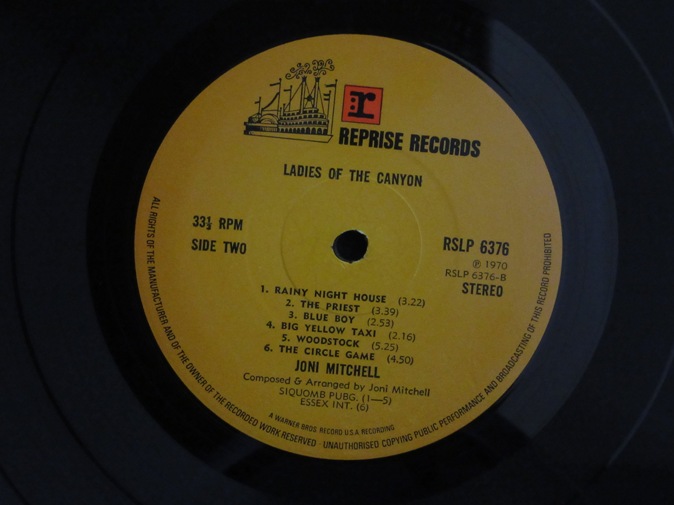 r
REPRISE RECORDS
LADIES OF THE CANYON
33⅓ RPM
SIDE TWO
RSLP 6376
℗ 1970
RSLP 6376-B
STEREO
1. RAINY NIGHT HOUSE (3.22)
2. THE PRIEST (3.39)
3. BLUE BOY (2.53)
4. BIG YELLOW TAXI (2.16)
5. WOODSTOCK (5.25)
6. THE CIRCLE GAME (4.50)
JONI MITCHELL
Composed & Arranged by Joni Mitchell
SIQUOMB PUBG. (1—5)
ESSEX INT. (6)
A WARNER BROS. RECORD U.S.A. RECORDING
ALL RIGHTS OF THE MANUFACTURER AND OF THE OWNER OF THE RECORDED WORK RESERVED · UNAUTHORISED COPYING PUBLIC PERFORMANCE AND BROADCASTING OF THIS RECORD PROHIBITED